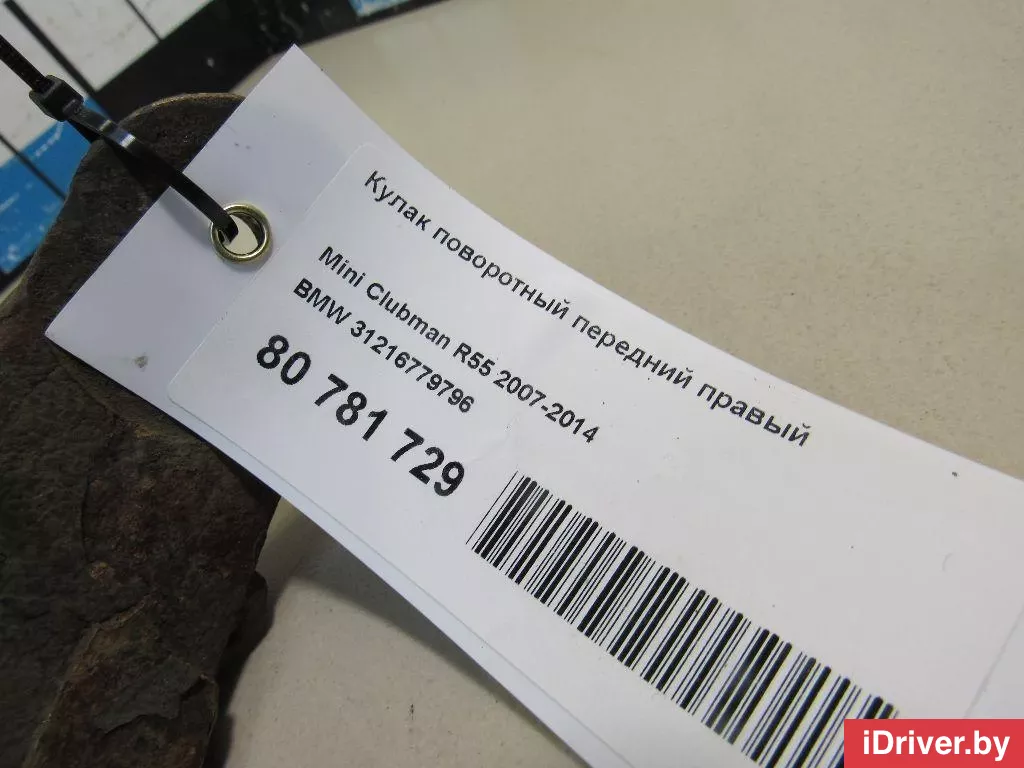 Кулак поворотный передний правый
Mini Clubman R55 2007-2014
BMW 31216779796
80 781 729
iDriver.by